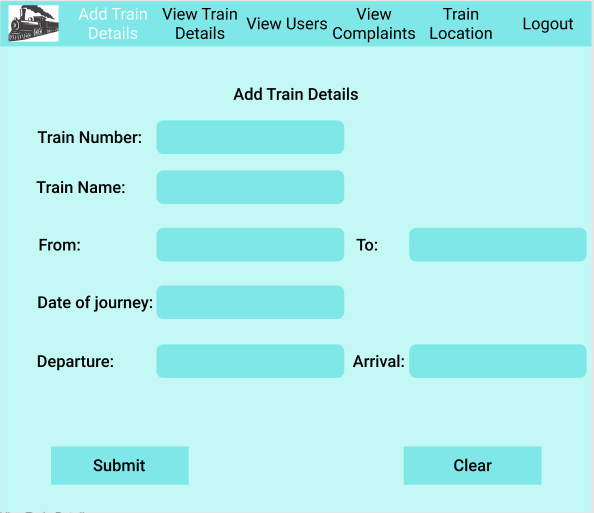 Add Train
Details
View Train
Details
View Users
View
Complaints
Train
Location
Logout
Add Train Details
Train Number:
Train Name:
From:
To:
Date of journey:
Departure:
Arrival:
Submit
Clear